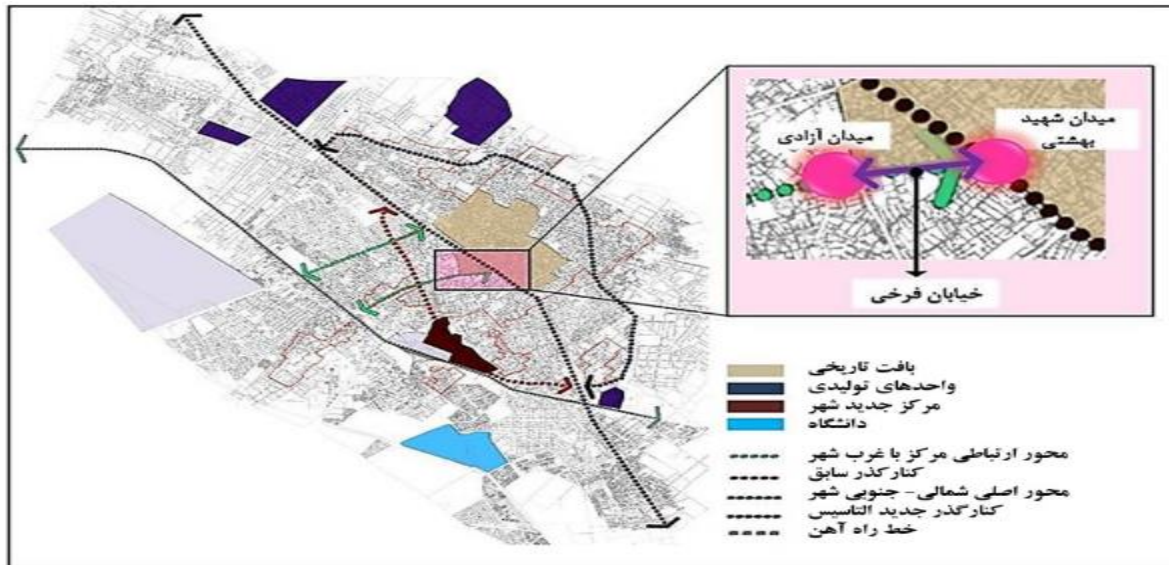 میدان شهید
بهشتی
میدان آزادی
خیابان فرخی
بافت تاریخی
واحدهای تولیدی
مرکز جدید شهر
دانشگاه
محور ارتباطی مرکز با غرب شهر
کنارگذر سابق
محور اصلی شمالی- جنوبی شهر
کنارگذر جدید التاسیس
خط راه آهن